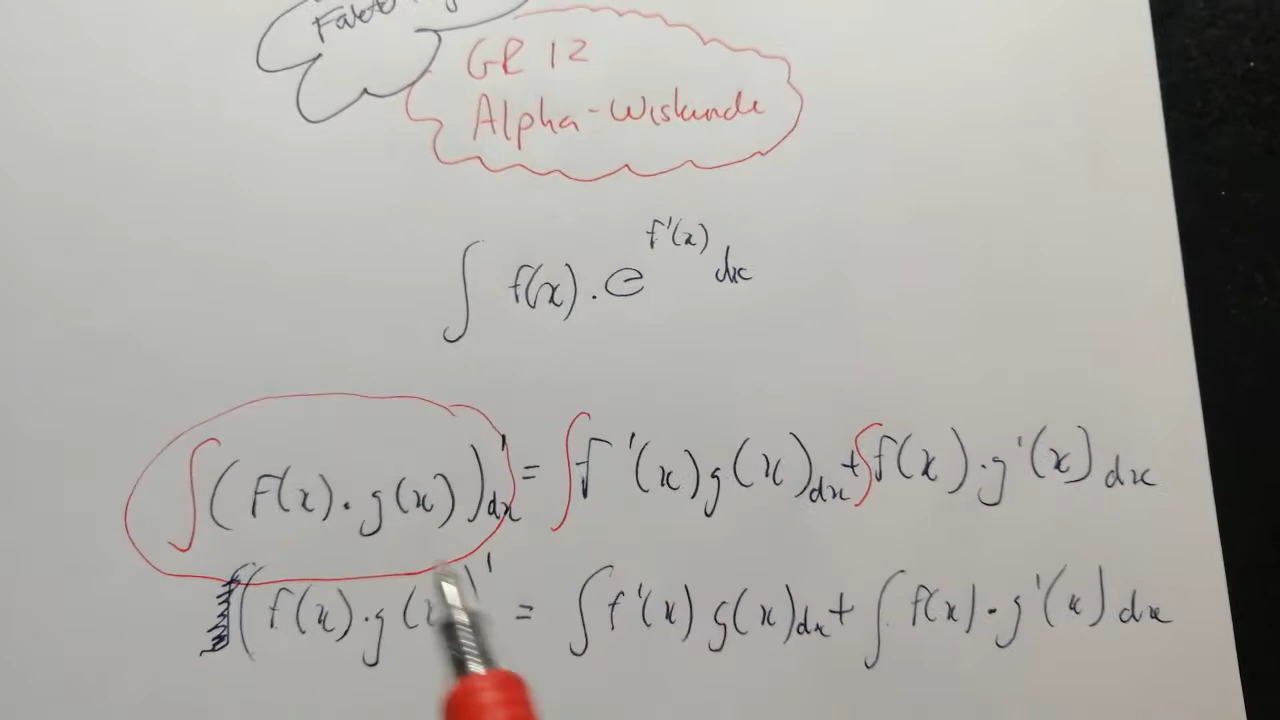 GR 12
Alpha-Wiskunde
∫ f(x) . e^{f'(x)} dx
∫(f(x) . g(x))' dx = ∫f'(x) g(x) dx + ∫f(x) . g'(x) dx
(f(x) . g(x))' = ∫f'(x) g(x) dx + ∫ f(x) . g'(x) dx